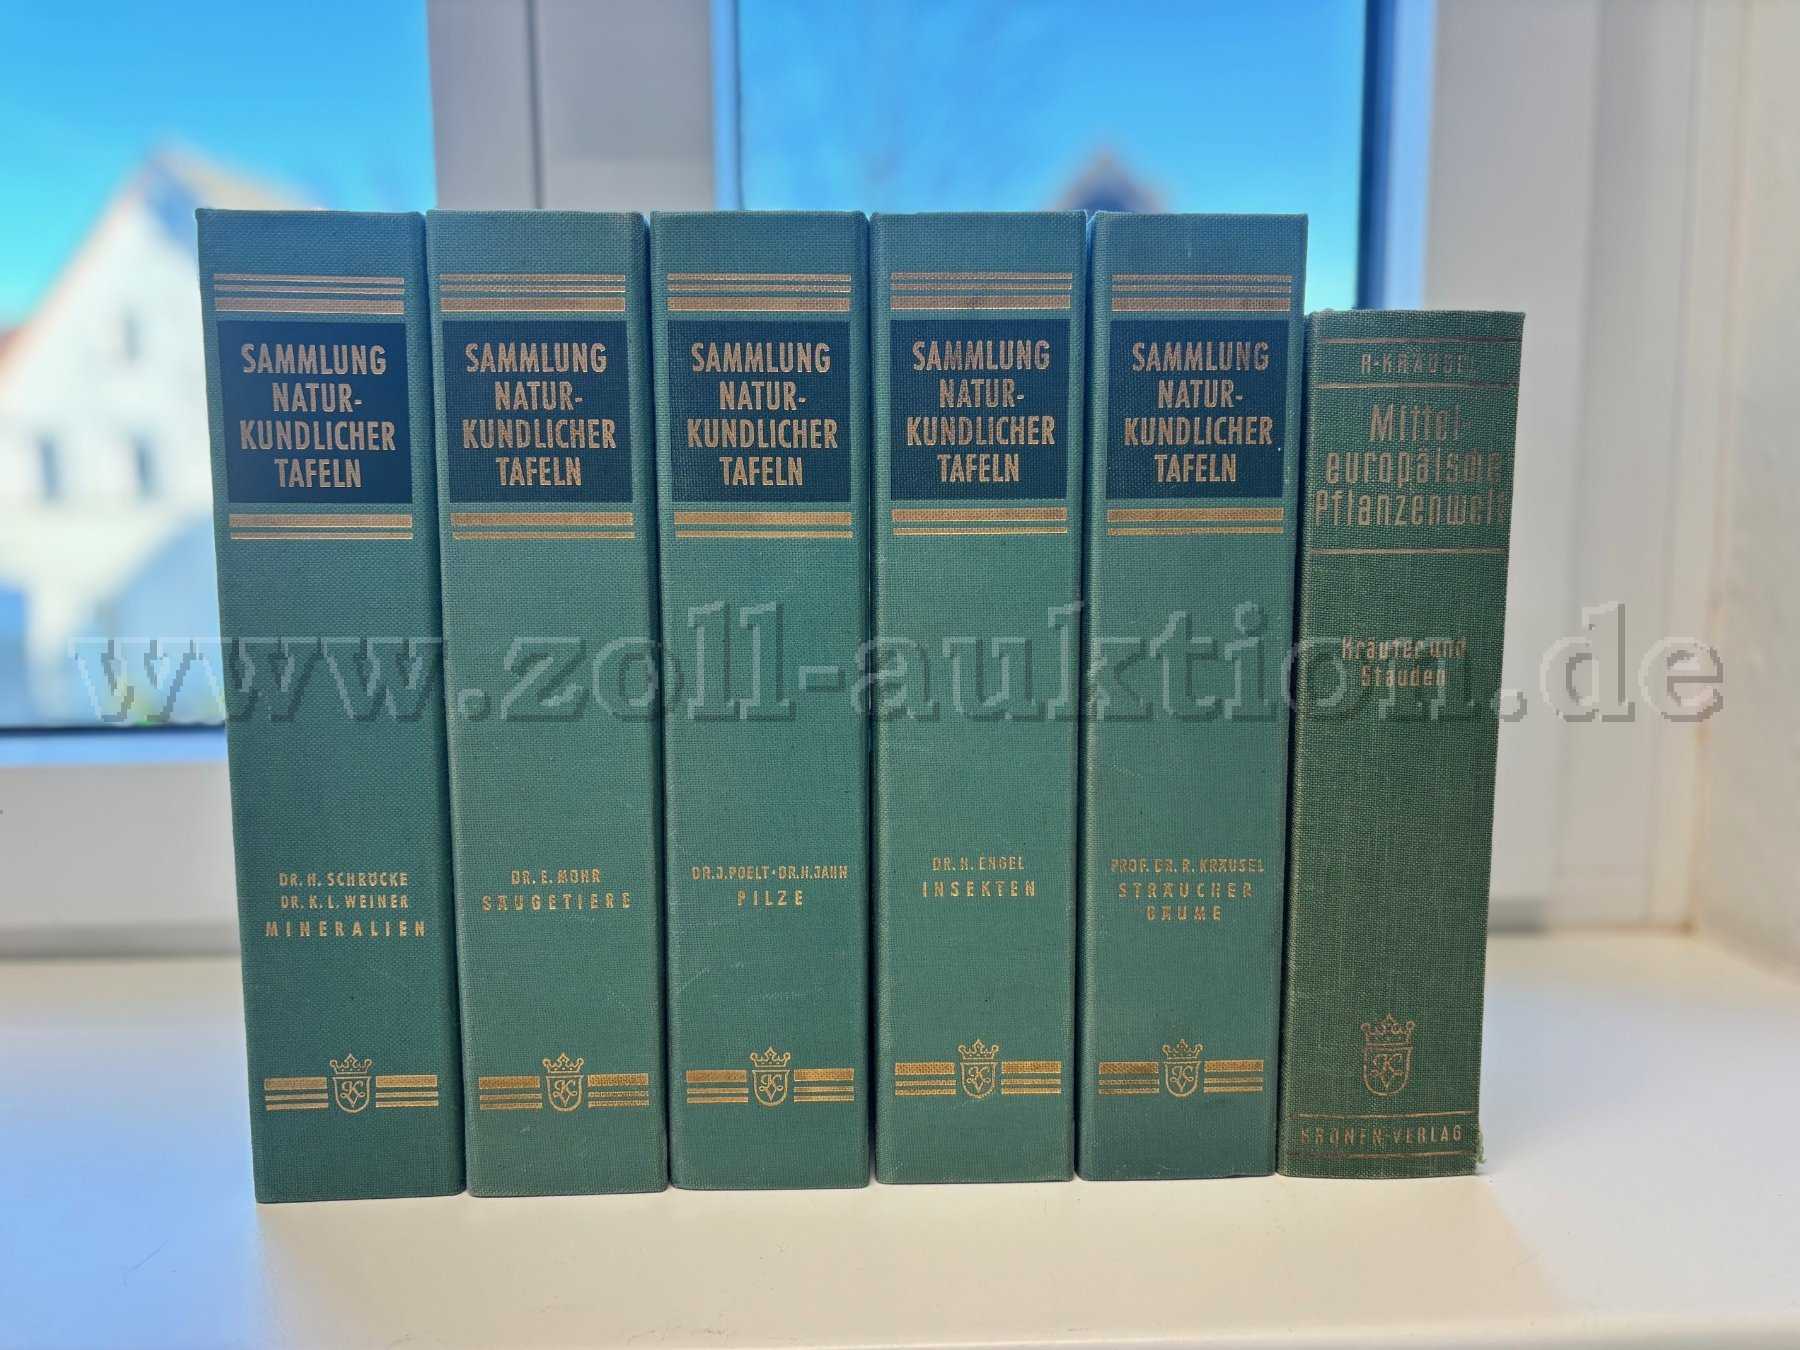 SAMMLUNG
NATUR-
KUNDLICHER
TAFELN
DR. H. SCHRÖCKE
DR. K. L. WEINER
MINERALIEN
SAMMLUNG
NATUR-
KUNDLICHER
TAFELN
DR. E. MOHR
SÄUGETIERE
SAMMLUNG
NATUR-
KUNDLICHER
TAFELN
DR. J. POELT · DR. H. JAHN
PILZE
SAMMLUNG
NATUR-
KUNDLICHER
TAFELN
DR. H. ENGEL
INSEKTEN
SAMMLUNG
NATUR-
KUNDLICHER
TAFELN
PROF. DR. R. KRÄUSEL
STRÄUCHER
BÄUME
R·KRÄUSEL
Mittel-
europäische
Pflanzenwelt
Kräuter und
Stauden
KRONEN-VERLAG
www.zoll-auktion.de